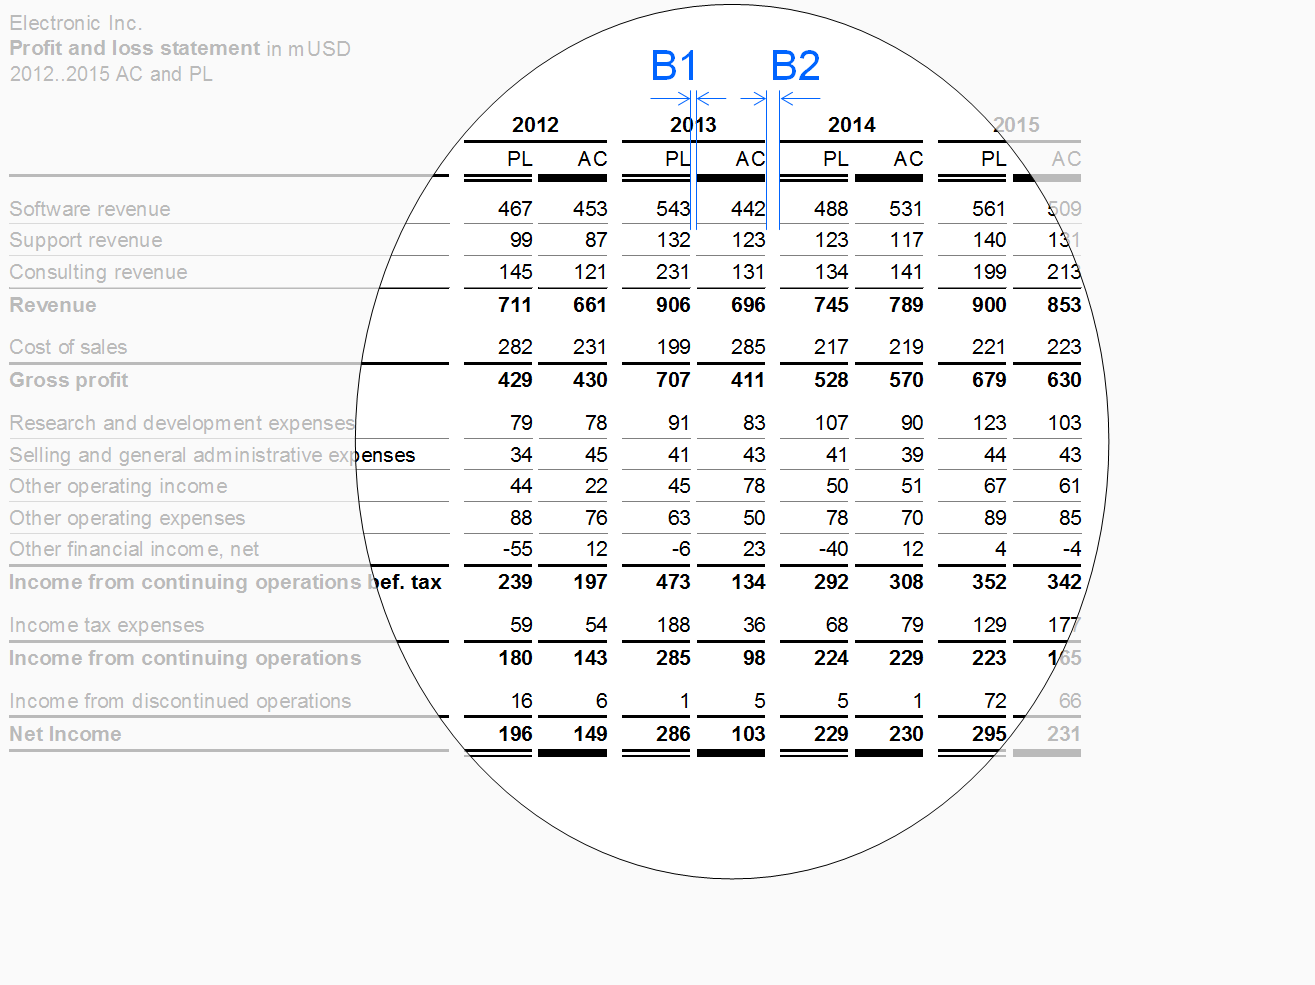 Electronic Inc.
Profit and loss statement in mUSD
2012..2015 AC and PL
B1 B2
2012 2013 2014 2015
PL AC PL AC PL AC PL AC
Software revenue 467 453 543 442 488 531 561 509
Support revenue 99 87 132 123 123 117 140 131
Consulting revenue 145 121 231 131 134 141 199 213
Revenue 711 661 906 696 745 789 900 853
Cost of sales 282 231 199 285 217 219 221 223
Gross profit 429 430 707 411 528 570 679 630
Research and development expenses 79 78 91 83 107 90 123 103
Selling and general administrative expenses 34 45 41 43 41 39 44 43
Other operating income 44 22 45 78 50 51 67 61
Other operating expenses 88 76 63 50 78 70 89 85
Other financial income, net -55 12 -6 23 -40 12 4 -4
Income from continuing operations bef. tax 239 197 473 134 292 308 352 342
Income tax expenses 59 54 188 36 68 79 129 177
Income from continuing operations 180 143 285 98 224 229 223 165
Income from discontinued operations 16 6 1 5 5 1 72 66
Net Income 196 149 286 103 229 230 295 231